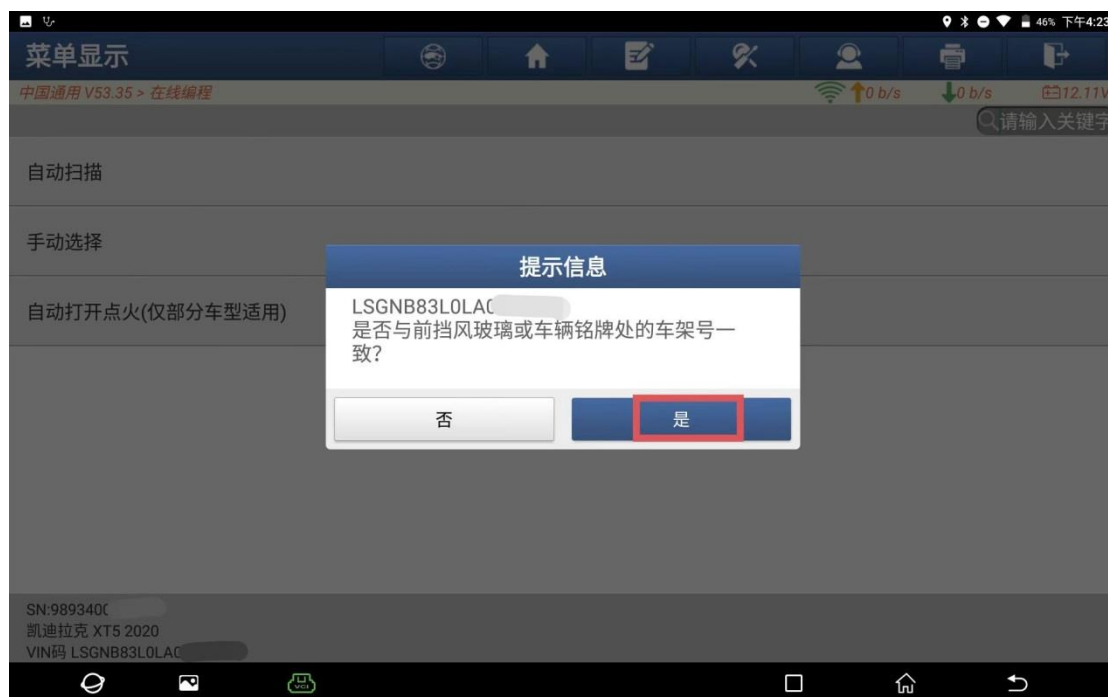 46% 下午4:23
菜单显示
中国通用 V53.35 > 在线编程
0 b/s
0 b/s
12.11V
请输入关键字
自动扫描
手动选择
自动打开点火(仅部分车型适用)
提示信息
LSGNB83L0LA0
是否与前挡风玻璃或车辆铭牌处的车架号一
致?
否
是
SN:9893400
凯迪拉克 XT5 2020
VIN码 LSGNB83L0LA0
VCI